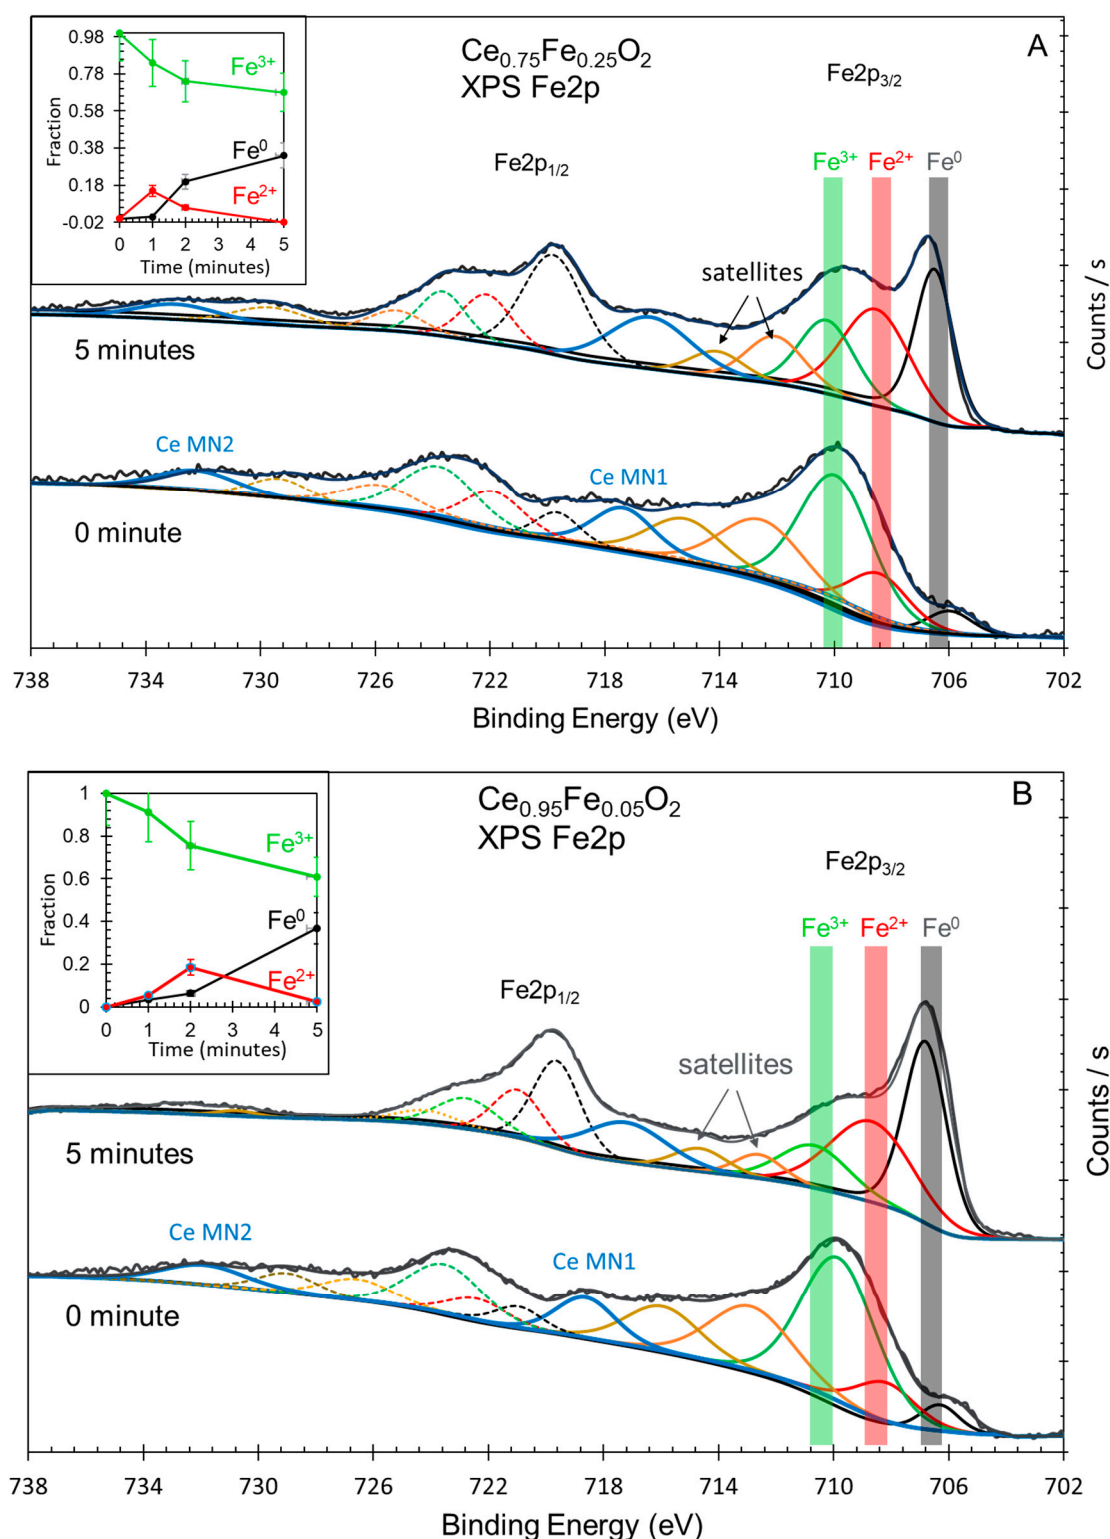 A
Ce0.75Fe0.25O2
XPS Fe2p
Fe2p3/2
Fe2p1/2
Fe3+ Fe2+ Fe0
0.98
0.78
0.58
0.38
0.18
-0.02
Fraction
Fe3+
Fe0
Fe2+
0 1 2 3 4 5
Time (minutes)
satellites
5 minutes
Ce MN2
Ce MN1
0 minute
Counts / s
738 734 730 726 722 718 714 710 706 702
Binding Energy (eV)
B
Ce0.95Fe0.05O2
XPS Fe2p
Fe2p3/2
Fe3+ Fe2+ Fe0
1
0.8
0.6
0.4
0.2
0
Fraction
Fe3+
Fe0
Fe2+
0 1 2 3 4 5
Time (minutes)
Fe2p1/2
satellites
5 minutes
Ce MN2
Ce MN1
0 minute
Counts / s
738 734 730 726 722 718 714 710 706 702
Binding Energy (eV)